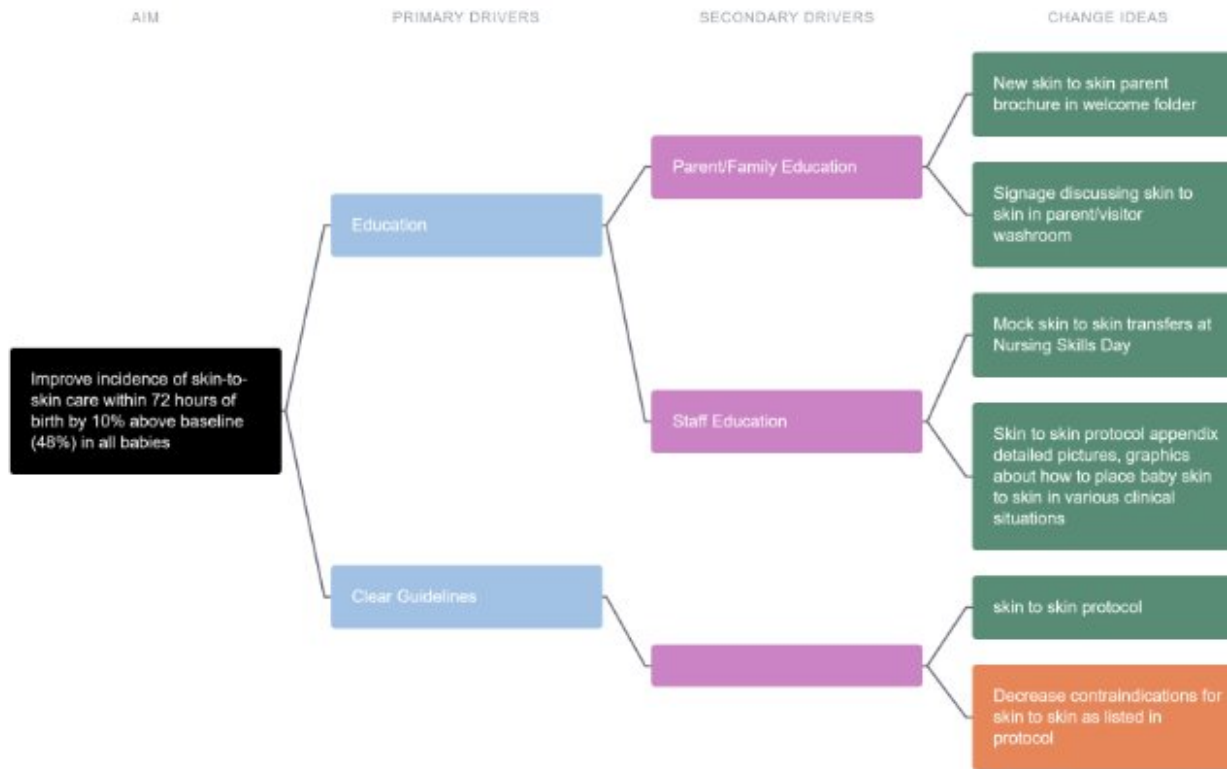 AIM
PRIMARY DRIVERS
SECONDARY DRIVERS
CHANGE IDEAS
Improve incidence of skin-to-
skin care within 72 hours of
birth by 10% above baseline
(48%) in all babies
Education
Clear Guidelines
Parent/Family Education
Staff Education
New skin to skin parent
brochure in welcome folder
Signage discussing skin to
skin in parent/visitor
washroom
Mock skin to skin transfers at
Nursing Skills Day
Skin to skin protocol appendix
detailed pictures, graphics
about how to place baby skin
to skin in various clinical
situations
skin to skin protocol
Decrease contraindications for
skin to skin as listed in
protocol